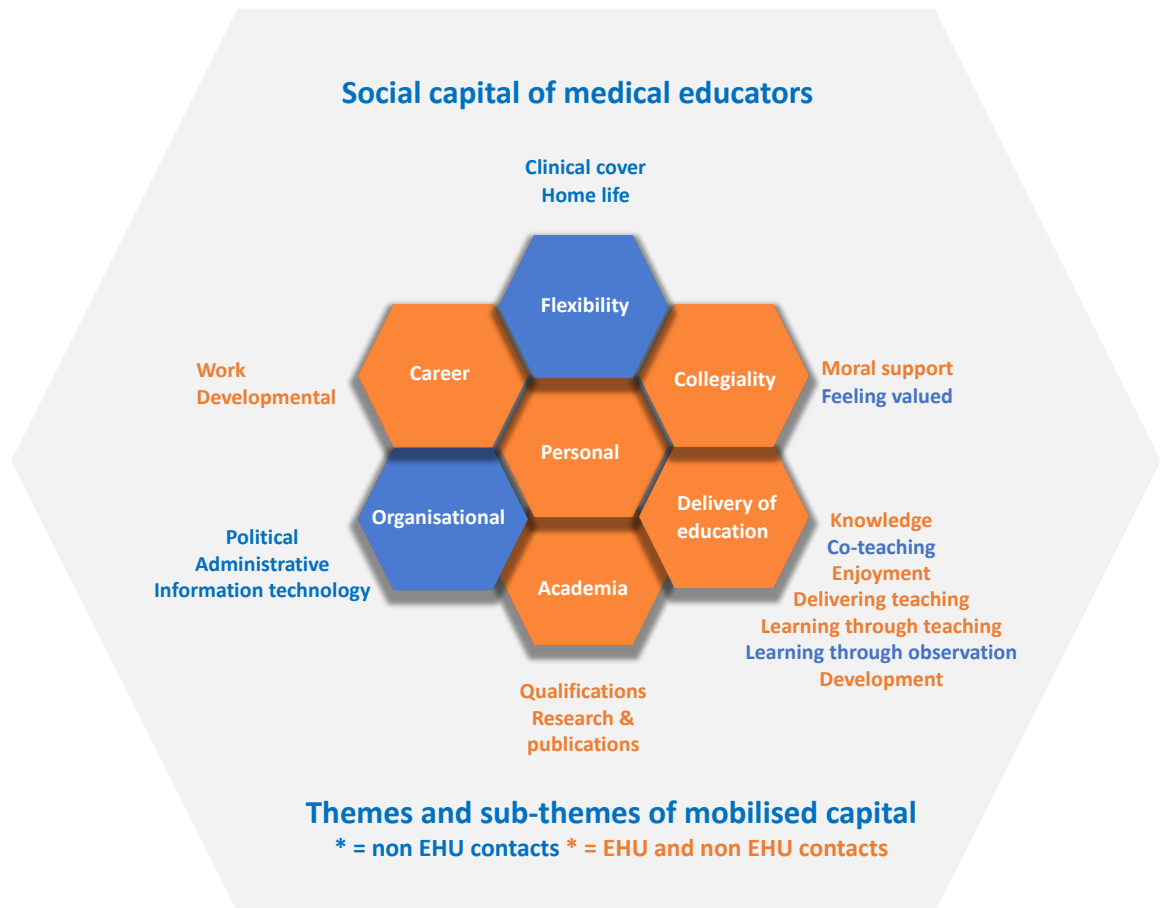 Social capital of medical educators
Clinical cover
Home life
Flexibility
Career
Collegiality
Work
Developmental
Moral support
Feeling valued
Personal
Organisational
Delivery of
education
Political
Administrative
Information technology
Knowledge
Co-teaching
Enjoyment
Delivering teaching
Learning through teaching
Learning through observation
Development
Academia
Qualifications
Research &
publications
Themes and sub-themes of mobilised capital
* = non EHU contacts * = EHU and non EHU contacts